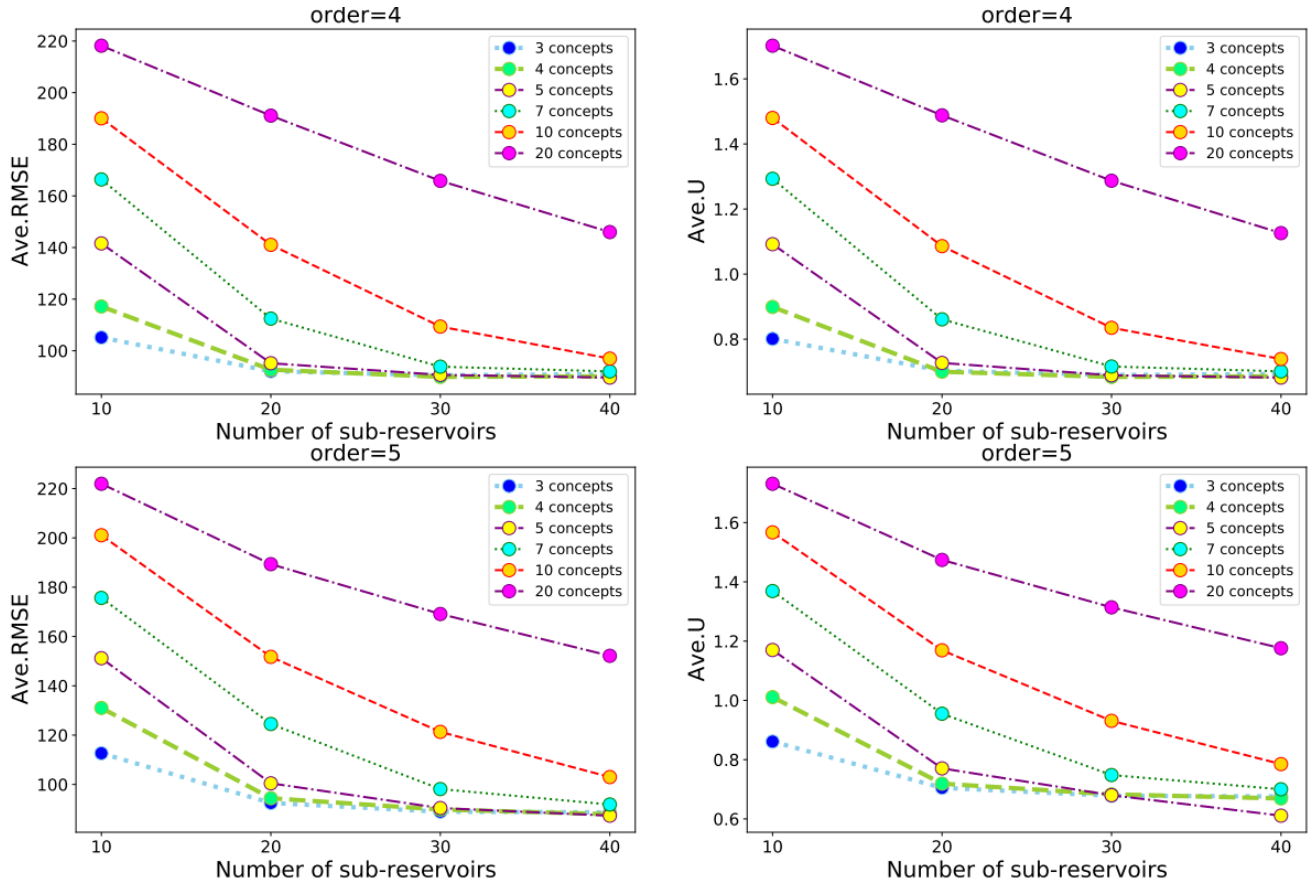 order=4
220
200
180
160
140
120
100
Ave.RMSE
3 concepts
4 concepts
5 concepts
7 concepts
10 concepts
20 concepts
10
20
30
40
Number of sub-reservoirs
order=4
1.6
1.4
1.2
1.0
0.8
Ave.U
3 concepts
4 concepts
5 concepts
7 concepts
10 concepts
20 concepts
10
20
30
40
Number of sub-reservoirs
order=5
220
200
180
160
140
120
100
Ave.RMSE
3 concepts
4 concepts
5 concepts
7 concepts
10 concepts
20 concepts
10
20
30
40
Number of sub-reservoirs
order=5
1.6
1.4
1.2
1.0
0.8
0.6
Ave.U
3 concepts
4 concepts
5 concepts
7 concepts
10 concepts
20 concepts
10
20
30
40
Number of sub-reservoirs